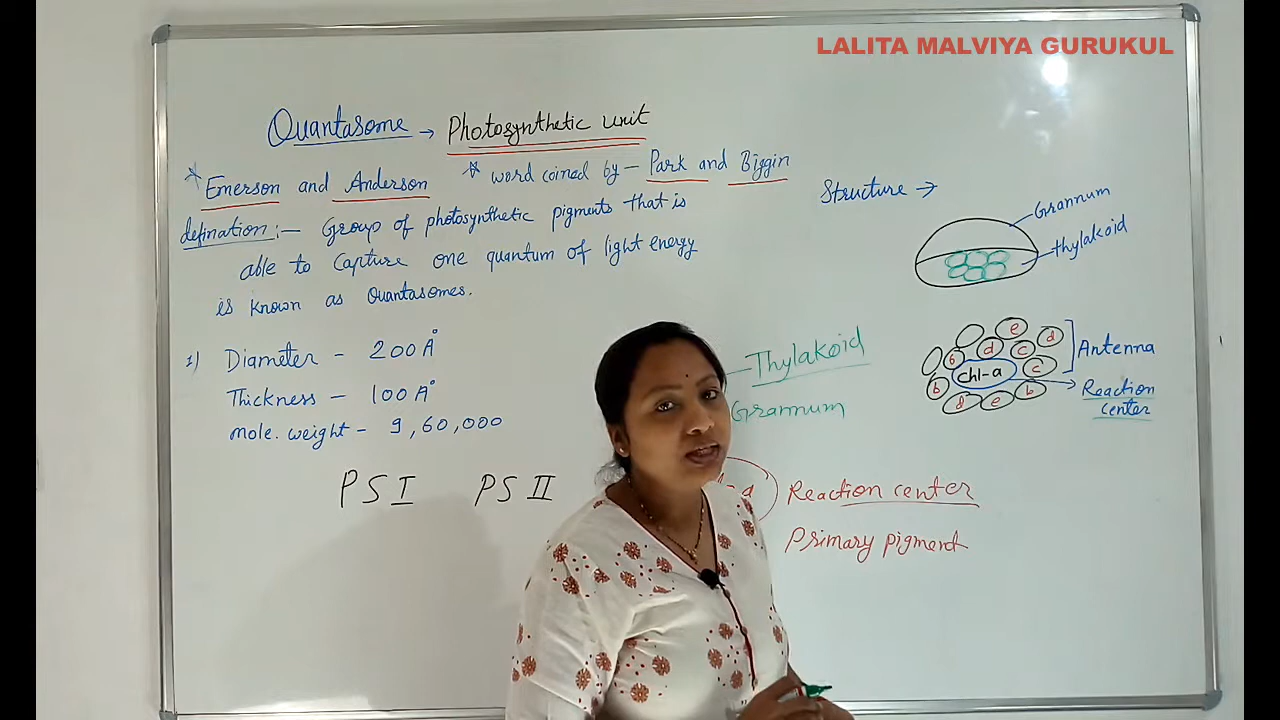 LALITA MALVIYA GURUKUL
Quantasome → Photosynthetic unit
* Emerson and Anderson * word coined by – Park and Biggin
defination :– Group of photosynthetic pigments that is
able to Capture one quantum of light energy
is known as Quantasomes.
1) Diameter – 200 A°
Thickness – 100 A°
mole. weight – 9,60,000
PS I PS II
Thylakoid
Grannum
-a
Reaction center
Primary pigment
Structure →
Grannum
Thylakoid
e
d
d
c
b
chl-a
c
b
b
d
e
Antenna
Reaction
center